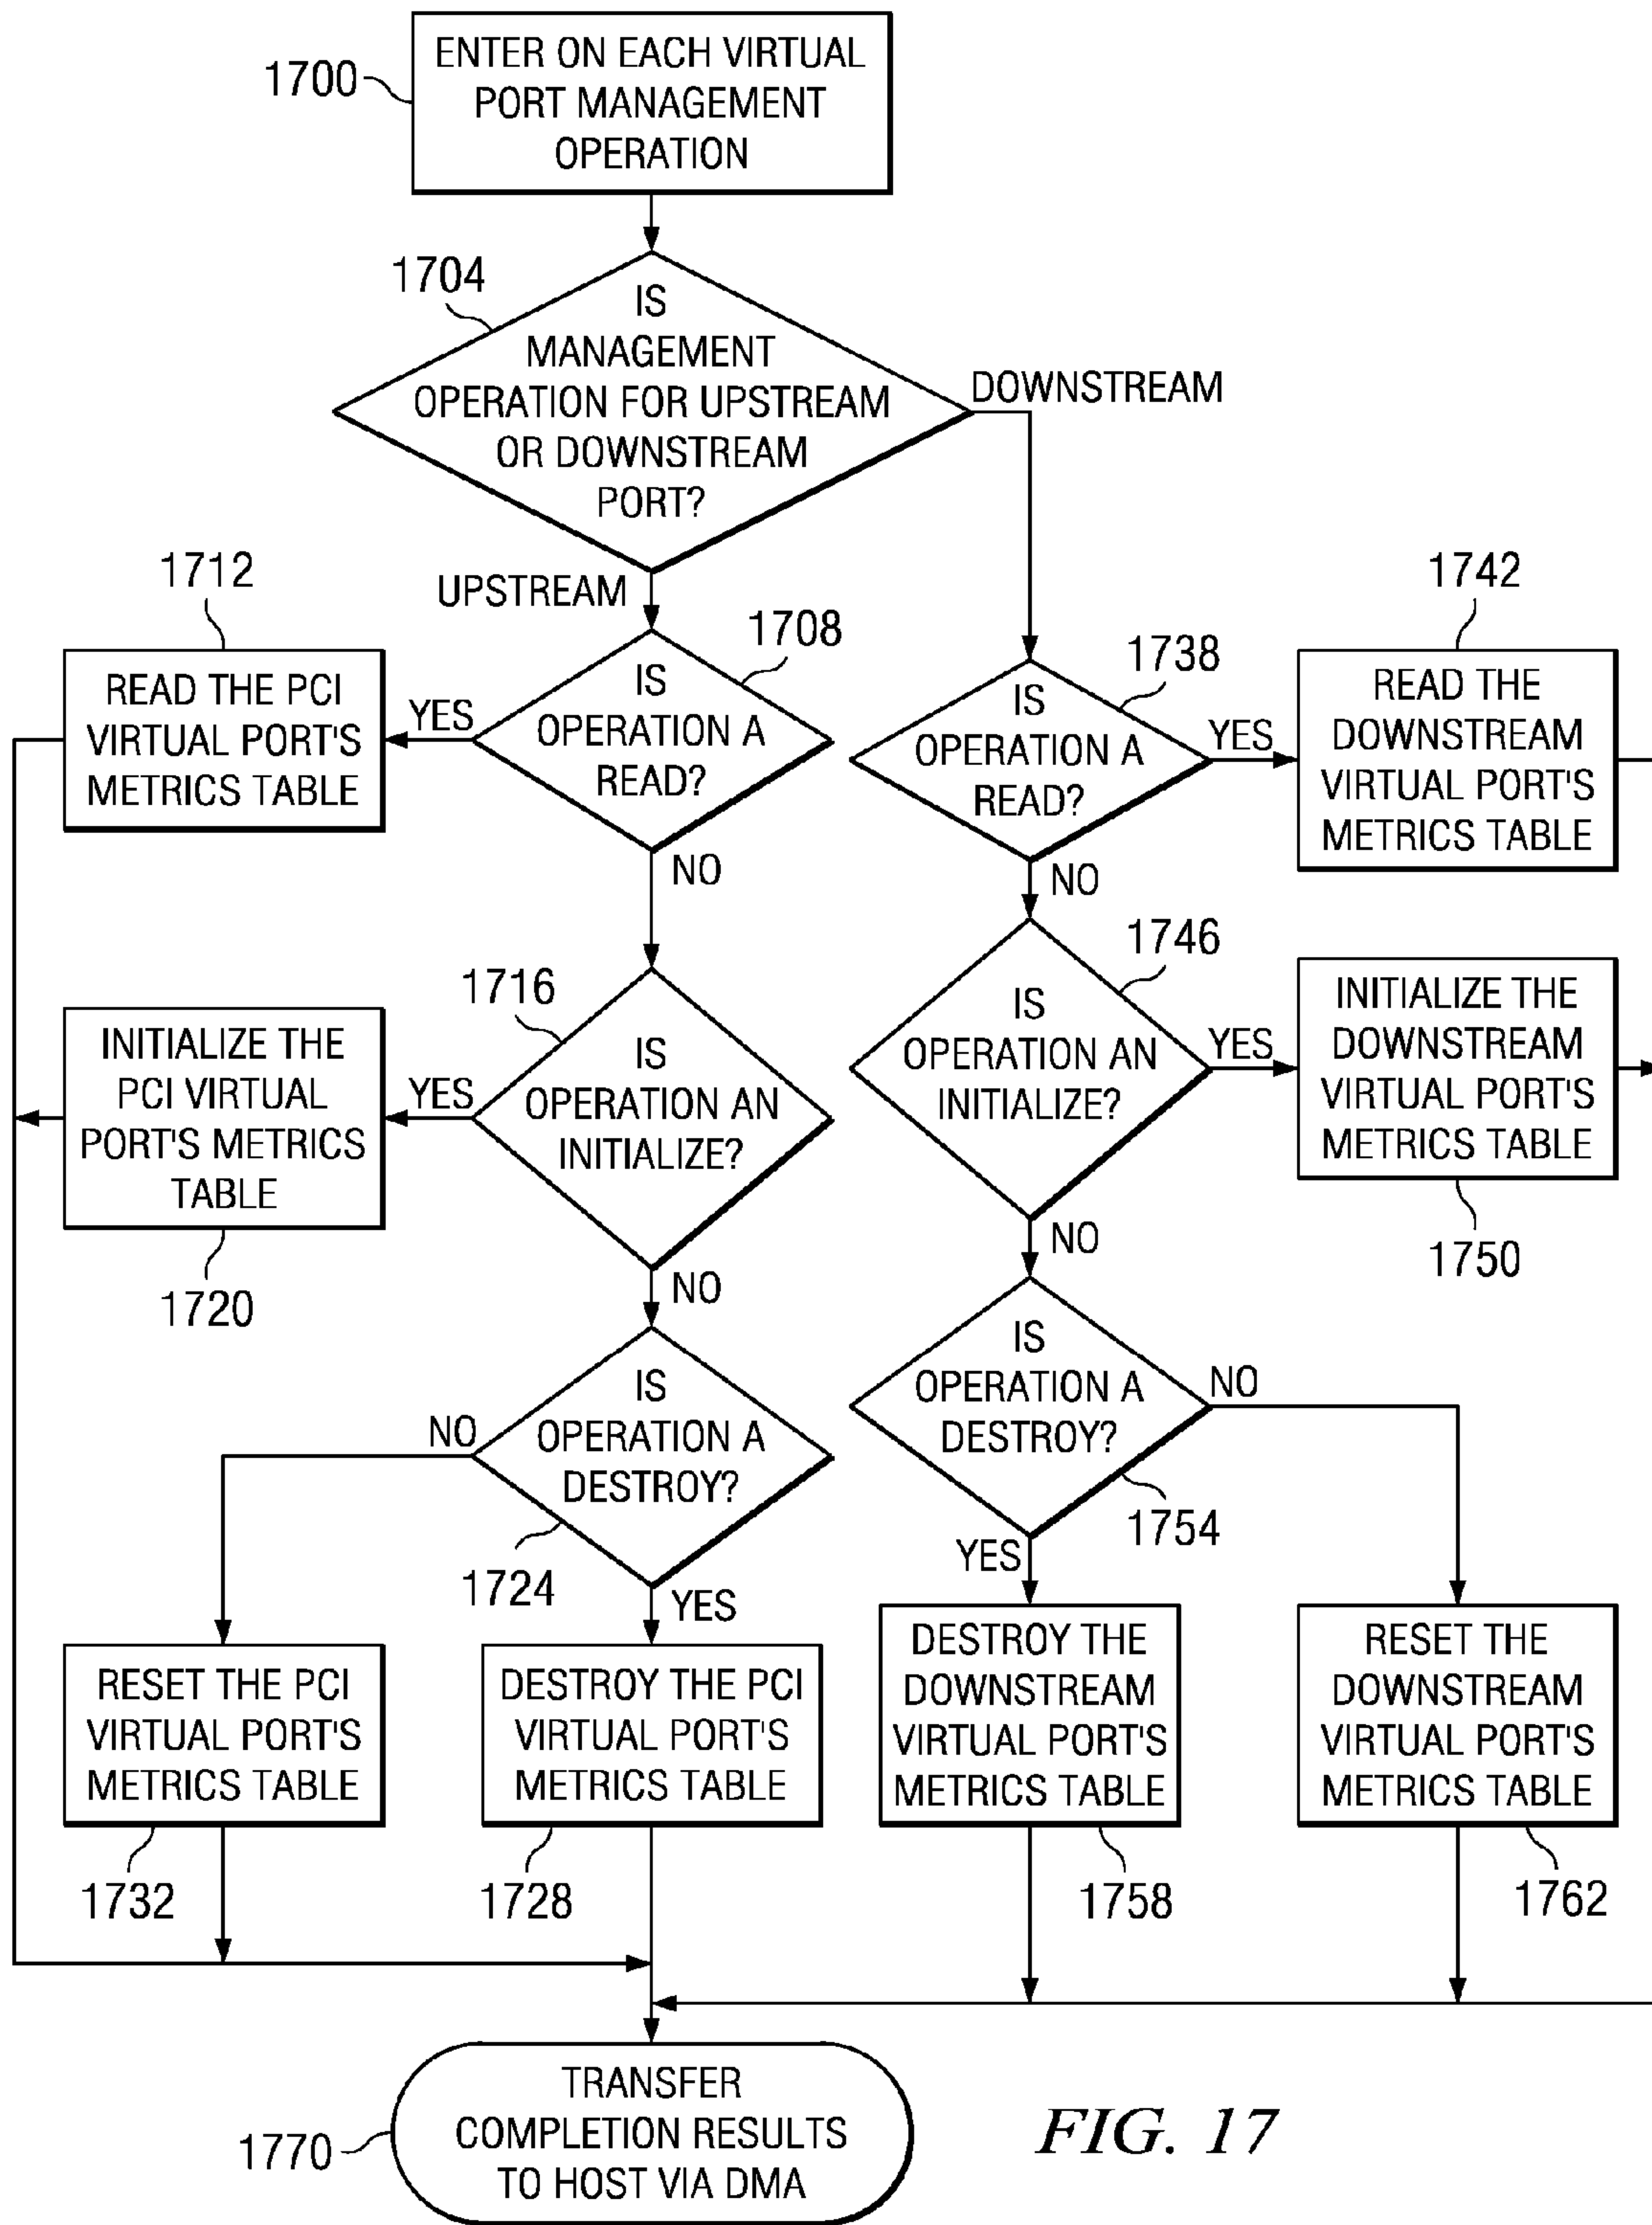 1700
ENTER ON EACH VIRTUAL
PORT MANAGEMENT
OPERATION
1704
IS
MANAGEMENT
OPERATION FOR UPSTREAM
OR DOWNSTREAM
PORT?
DOWNSTREAM
UPSTREAM
1712
READ THE PCI
VIRTUAL PORT'S
METRICS TABLE
YES
1708
IS
OPERATION A
READ?
NO
1738
IS
OPERATION A
READ?
YES
NO
1742
READ THE
DOWNSTREAM
VIRTUAL PORT'S
METRICS TABLE
1716
IS
OPERATION AN
INITIALIZE?
YES
NO
INITIALIZE THE
PCI VIRTUAL
PORT'S METRICS
TABLE
1720
1746
IS
OPERATION AN
INITIALIZE?
YES
NO
INITIALIZE THE
DOWNSTREAM
VIRTUAL PORT'S
METRICS TABLE
1750
IS
OPERATION A
DESTROY?
NO
1724
YES
IS
OPERATION A
DESTROY?
NO
1754
YES
RESET THE PCI
VIRTUAL PORT'S
METRICS TABLE
1732
DESTROY THE PCI
VIRTUAL PORT'S
METRICS TABLE
1728
DESTROY THE
DOWNSTREAM
VIRTUAL PORT'S
METRICS TABLE
1758
RESET THE
DOWNSTREAM
VIRTUAL PORT'S
METRICS TABLE
1762
1770
TRANSFER
COMPLETION RESULTS
TO HOST VIA DMA
FIG. 17